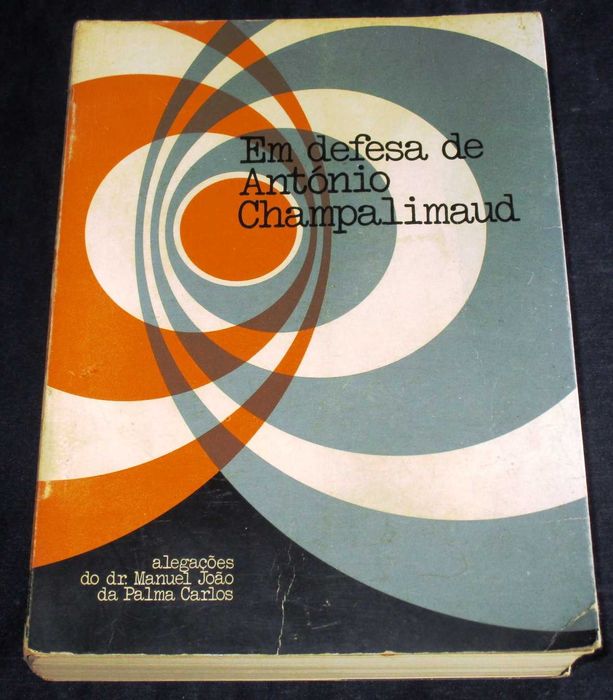 Em defesa de
António
Champalimaud
alegações
do dr. Manuel João
da Palma Carlos